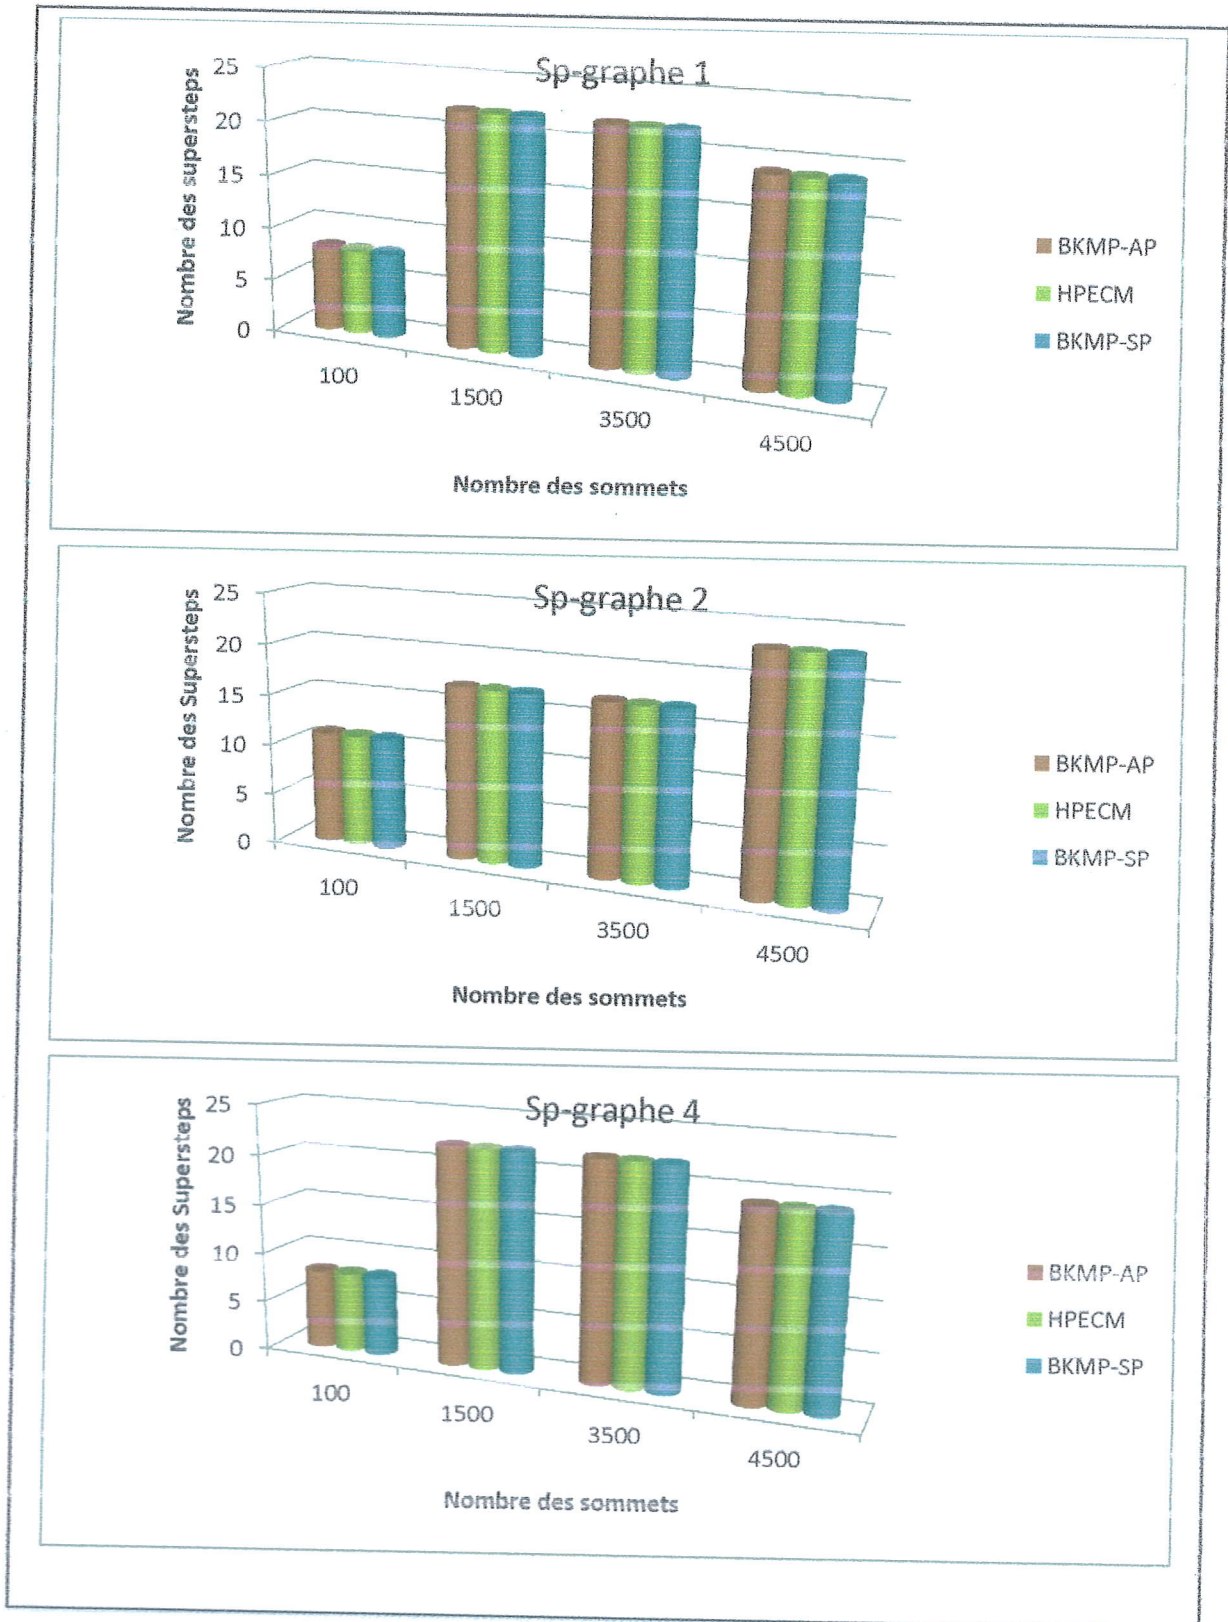 Sp-graphe 1
Nombre des supersteps
25
20
15
10
5
0
100
1500
3500
4500
Nombre des sommets
BKMP-AP
HPECM
BKMP-SP
Sp-graphe 2
Nombre des Supersteps
25
20
15
10
5
0
100
1500
3500
4500
Nombre des sommets
BKMP-AP
HPECM
BKMP-SP
Sp-graphe 4
Nombre des Supersteps
25
20
15
10
5
0
100
1500
3500
4500
Nombre des sommets
BKMP-AP
HPECM
BKMP-SP